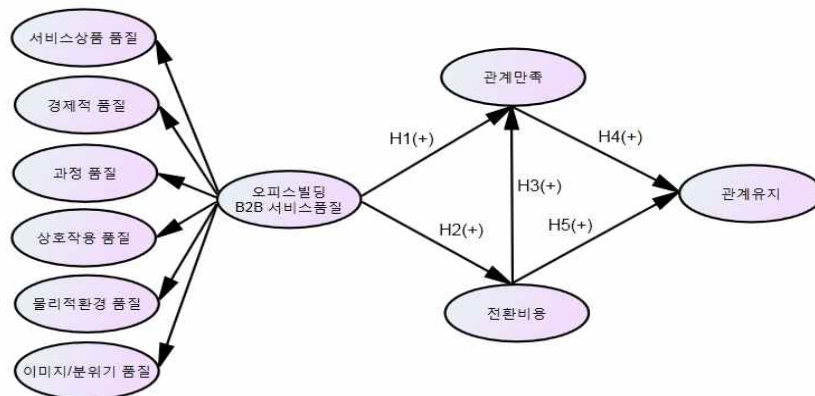 서비스상품 품질
경제적 품질
과정 품질
상호작용 품질
물리적환경 품질
이미지/분위기 품질
오피스빌딩
B2B 서비스품질
H1(+)
H2(+)
관계만족
H3(+)
전환비용
H4(+)
H5(+)
관계유지